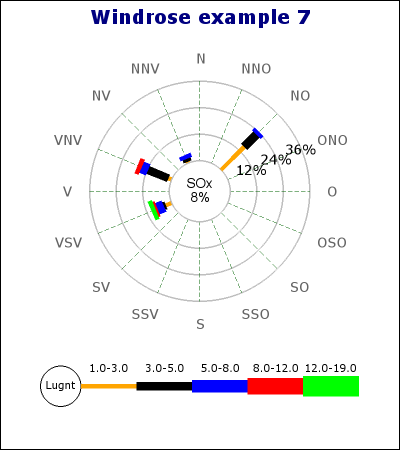 Windrose example 7
N
NNV
NNO
NV
NO
VNV
ONO
36%
24%
12%
SOx
8%
V
O
VSV
OSO
SV
SO
SSV
SSO
S
1.0-3.0 3.0-5.0 5.0-8.0 8.0-12.0 12.0-19.0
Lugnt